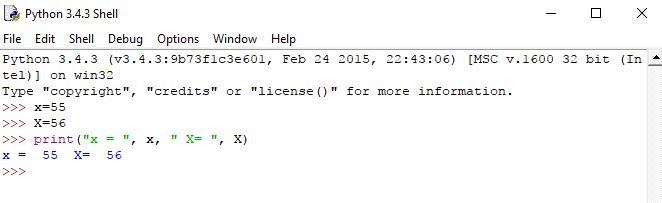 Python 3.4.3 Shell
File Edit Shell Debug Options Window Help
Python 3.4.3 (v3.4.3:9b73f1c3e601, Feb 24 2015, 22:43:06) [MSC v.1600 32 bit (In
tel)] on win32
Type "copyright", "credits" or "license()" for more information.
>>> x=55
>>> X=56
>>> print("x = ", x, " X= ", X)
x =  55  X=  56
>>>